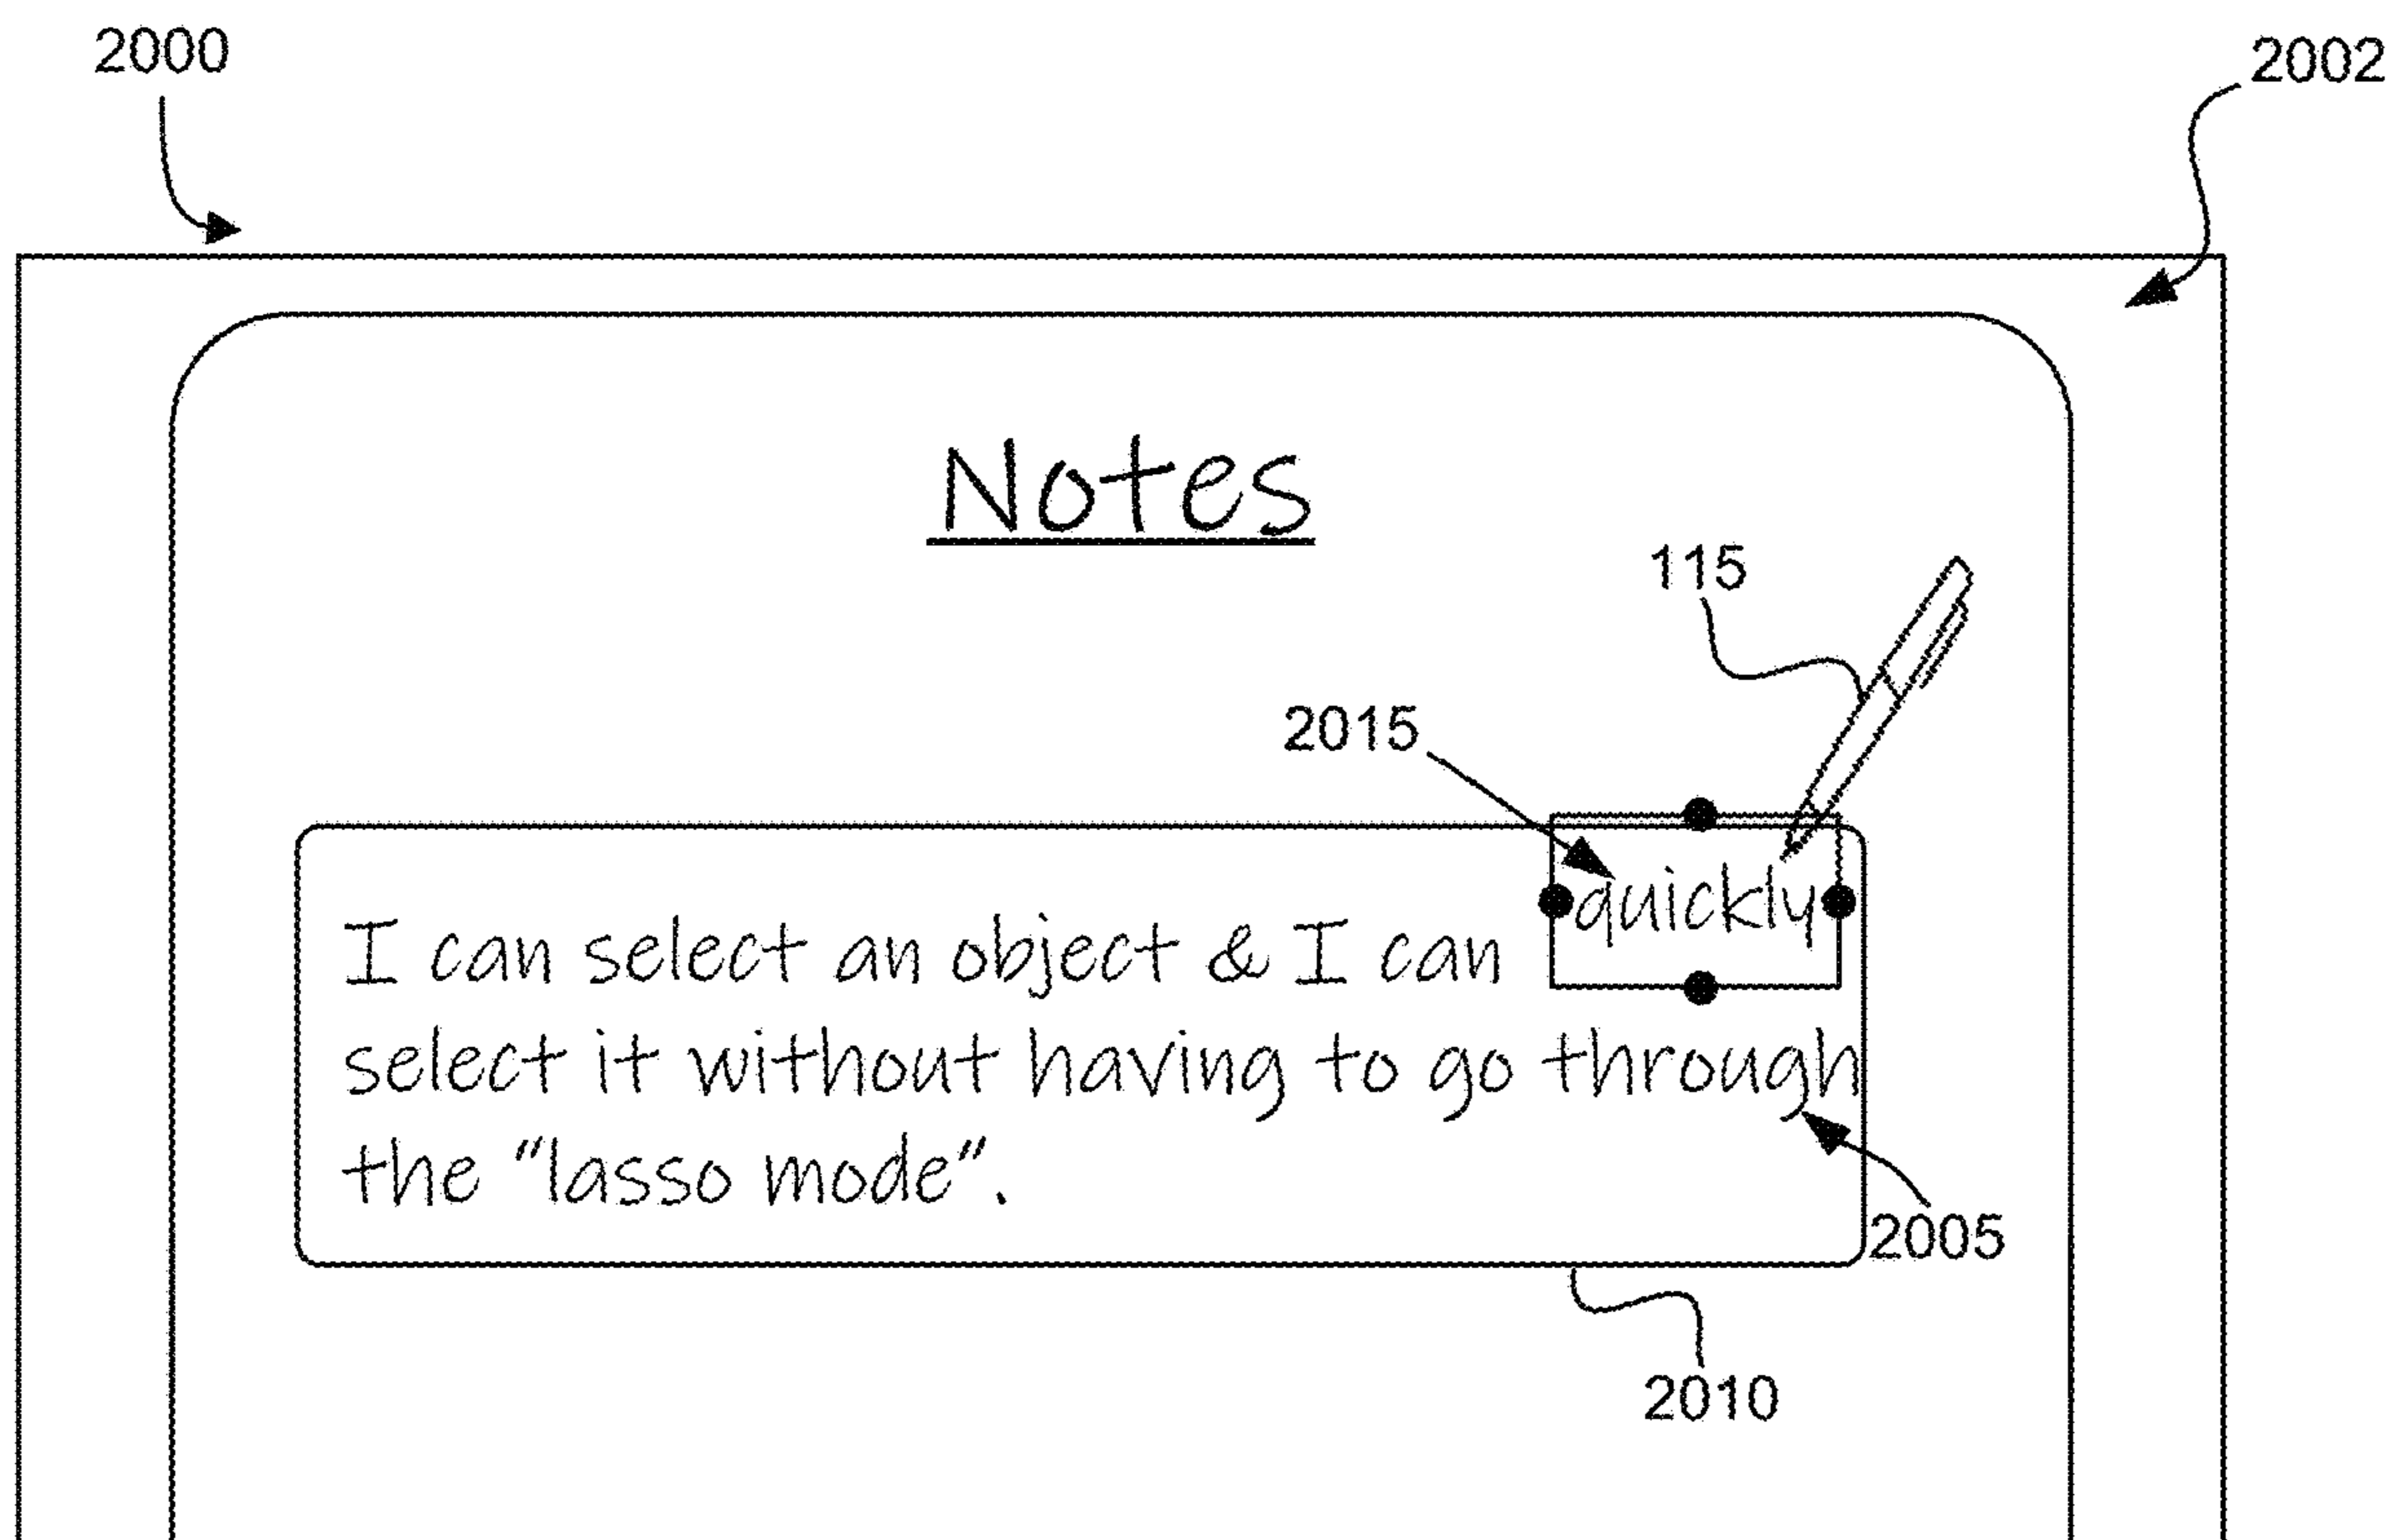 2000
2002
Notes
115
2015
quickly
I can select an object & I can
select it without having to go through
the “lasso mode”.
2005
2010